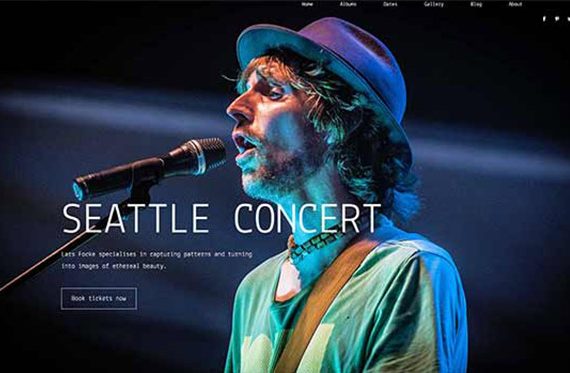 Home Albums Dates Gallery Blog About
SEATTLE CONCERT
Lars Focke specialises in capturing patterns and turning
into images of ethereal beauty.
Book tickets now